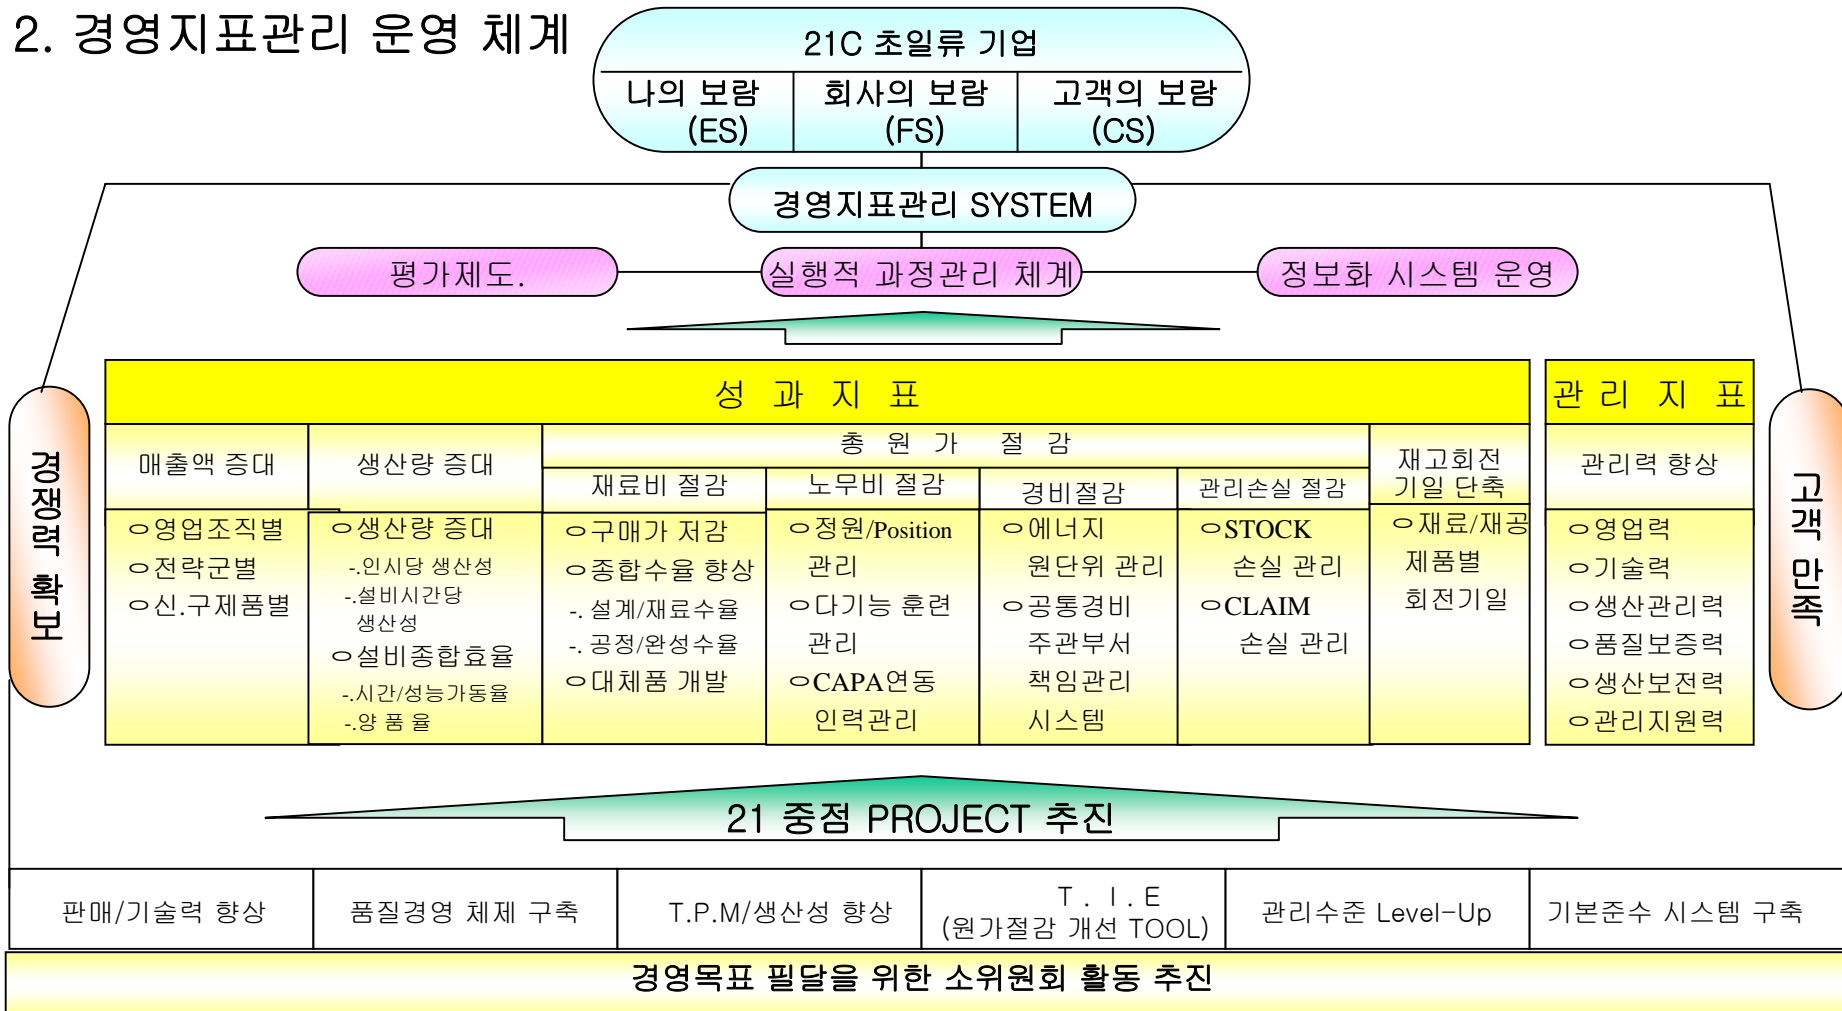 2. 경영지표관리 운영 체계
21C 초일류 기업
나의 보람
(ES)
회사의 보람
(FS)
고객의 보람
(CS)
경영지표관리 SYSTEM
평가제도.
실행적 과정관리 체계
정보화 시스템 운영
경쟁력 확보
고객 만족
성 과 지 표
관 리 지 표
매출액 증대
생산량 증대
총 원 가 절 감
재료비 절감
노무비 절감
경비절감
관리손실 절감
재고회전
기일 단축
관리력 향상
ㅇ영업조직별
ㅇ전략군별
ㅇ신.구제품별
ㅇ생산량 증대
-.인시당 생산성
-.설비시간당
생산성
ㅇ설비종합효율
-.시간/성능가동율
-.양 품 율
ㅇ구매가 저감
ㅇ종합수율 향상
-. 설계/재료수율
-. 공정/완성수율
ㅇ대체품 개발
ㅇ정원/Position
관리
ㅇ다기능 훈련
관리
ㅇCAPA연동
인력관리
ㅇ에너지
원단위 관리
ㅇ공통경비
주관부서
책임관리
시스템
ㅇSTOCK
손실 관리
ㅇCLAIM
손실 관리
ㅇ재료/재공
제품별
회전기일
ㅇ영업력
ㅇ기술력
ㅇ생산관리력
ㅇ품질보증력
ㅇ생산보전력
ㅇ관리지원력
21 중점 PROJECT 추진
판매/기술력 향상
품질경영 체제 구축
T.P.M/생산성 향상
T . I . E
(원가절감 개선 TOOL)
관리수준 Level-Up
기본준수 시스템 구축
경영목표 필달을 위한 소위원회 활동 추진